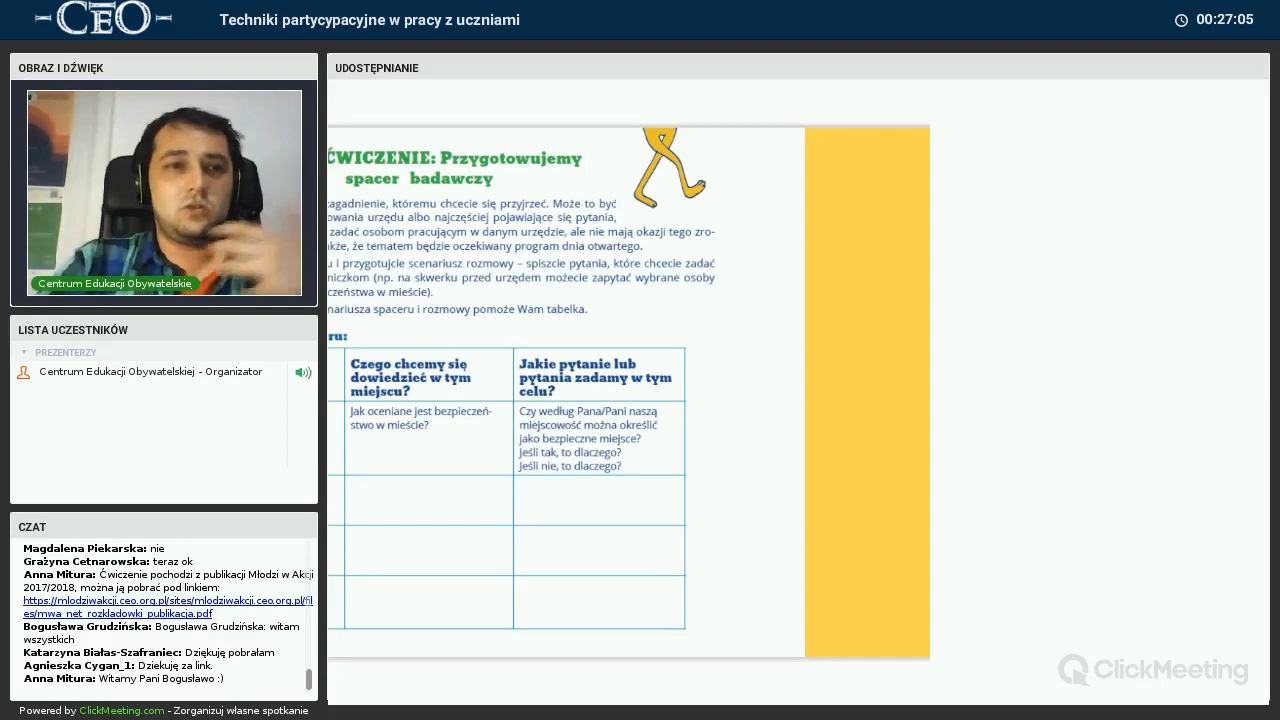 CEO
Techniki partycypacyjne w pracy z uczniami
00:27:05
OBRAZ I DŹWIĘK
Centrum Edukacji Obywatelskie
LISTA UCZESTNIKÓW
PREZENTERZY
Centrum Edukacji Obywatelskiej - Organizator
CZAT
Magdalena Piekarska: nie
Grażyna Cetnarowska: teraz ok
Anna Mitura: Ćwiczenie pochodzi z publikacji Młodzi w Akcji
2017/2018, można ją pobrać pod linkiem:
https://mlodziwakcji.ceo.org.pl/sites/mlodziwakcji.ceo.org.pl/fil
es/mwa_net_rozkladowki_publikacja.pdf
Bogusława Grudzińska: Bogusława Grudzińska: witam
wszystkich
Katarzyna Białas-Szafraniec: Dziękuję pobrałam
Agnieszka Cygan_1: Dziekuję za link.
Anna Mitura: Witamy Pani Bogusławo :)
Powered by ClickMeeting.com - Zorganizuj własne spotkanie
UDOSTĘPNIANIE
ĆWICZENIE: Przygotowujemy
spacer badawczy
zagadnienie, któremu chcecie się przyjrzeć. Może to być
owania urzędu albo najczęściej pojawiające się pytania,
zadać osobom pracującym w danym urzędzie, ale nie mają okazji tego zro-
kże, że tematem będzie oczekiwany program dnia otwartego.
u i przygotujcie scenariusz rozmowy – spiszcie pytania, które chcecie zadać
niczkom (np. na skwerku przed urzędem możecie zapytać wybrane osoby
czeństwa w mieście).
nariusza spaceru i rozmowy pomoże Wam tabelka.
ru:
Czego chcemy się
dowiedzieć w tym
miejscu?
Jakie pytanie lub
pytania zadamy w tym
celu?
Jak oceniane jest bezpieczeń-
stwo w mieście?
Czy według Pana/Pani naszą
miejscowość można określić
jako bezpieczne miejsce?
Jeśli tak, to dlaczego?
Jeśli nie, to dlaczego?
ClickMeeting